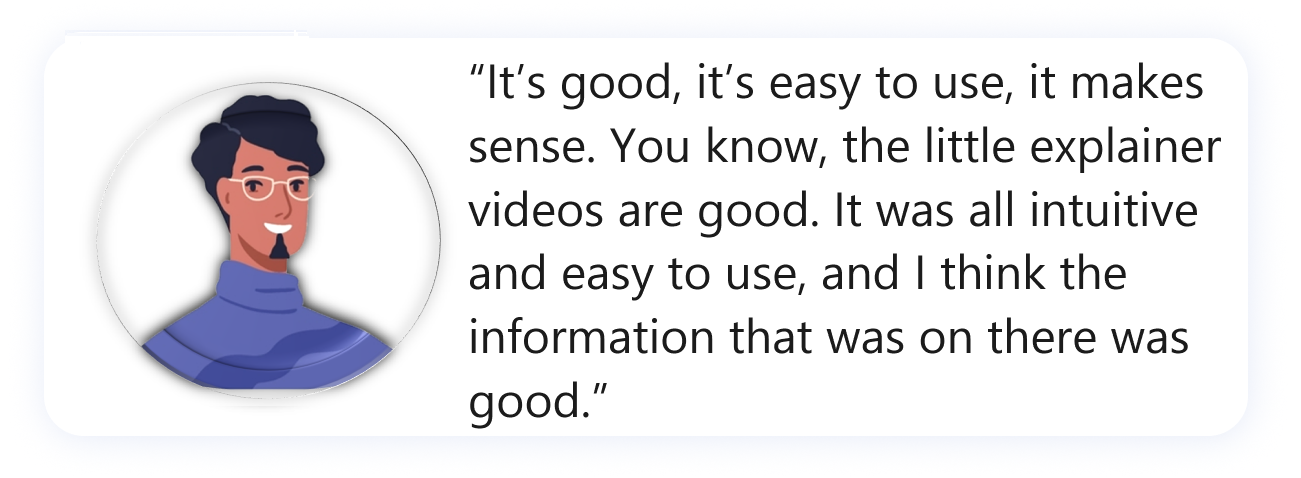 “It’s good, it’s easy to use, it makes
sense. You know, the little explainer
videos are good. It was all intuitive
and easy to use, and I think the
information that was on there was
good.”